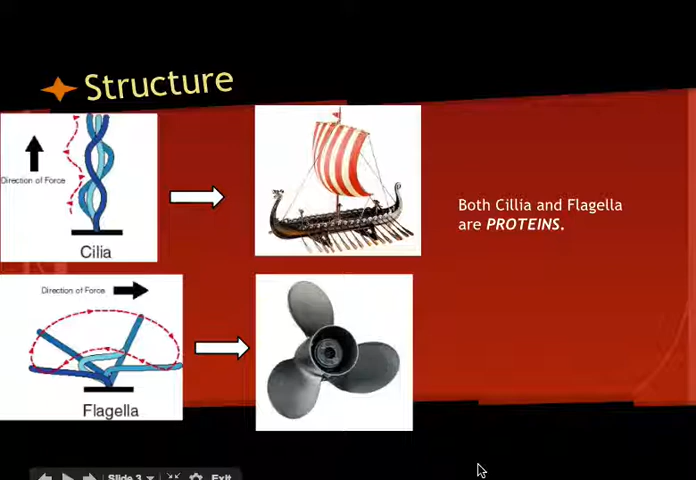 Structure
Direction of Force
Cilia
Both Cillia and Flagella
are PROTEINS.
Direction of Force
Flagella
Slide 3
Exit